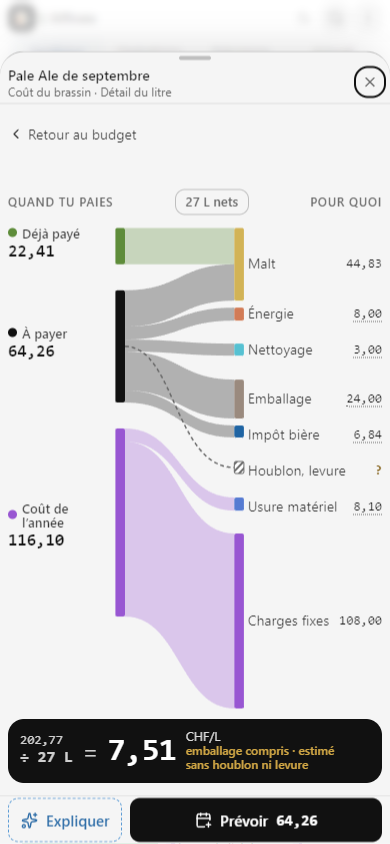 Pale Ale de septembre
Coût du brassin · Détail du litre
Retour au budget
QUAND TU PAIES
27 L nets
POUR QUOI
Déjà payé
22,41
Malt 44,83
Énergie 8,00
À payer
64,26
Nettoyage 3,00
Emballage 24,00
Impôt bière 6,84
Houblon, levure ?
Usure matériel 8,10
Coût de
l'année
116,10
Charges fixes 108,00
202,77
÷ 27 L
= 7,51
CHF/L
emballage compris · estimé
sans houblon ni levure
Expliquer
Prévoir 64,26